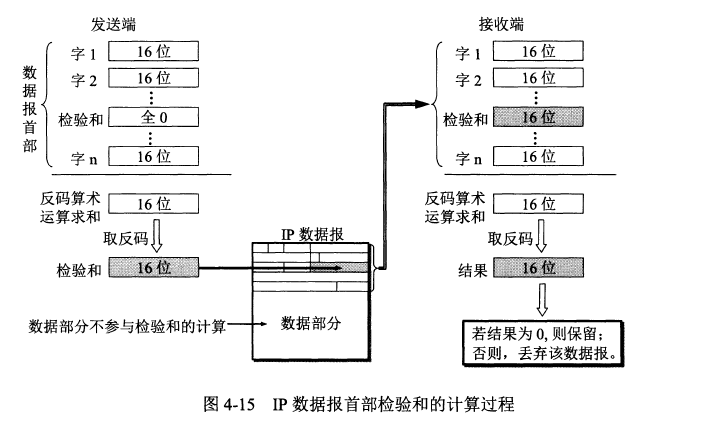 发送端
数据报首部
字 1 16 位
字 2 16 位
⋮
检验和 全 0
⋮
字 n 16 位
反码算术
运算求和 16 位
取反码
检验和 16 位
数据部分不参与检验和的计算
IP 数据报
数据部分
接收端
字 1 16 位
字 2 16 位
⋮
检验和 16 位
⋮
字 n 16 位
反码算术
运算求和 16 位
取反码
结果 16 位
若结果为 0, 则保留;
否则，丢弃该数据报。
图 4-15 IP 数据报首部检验和的计算过程